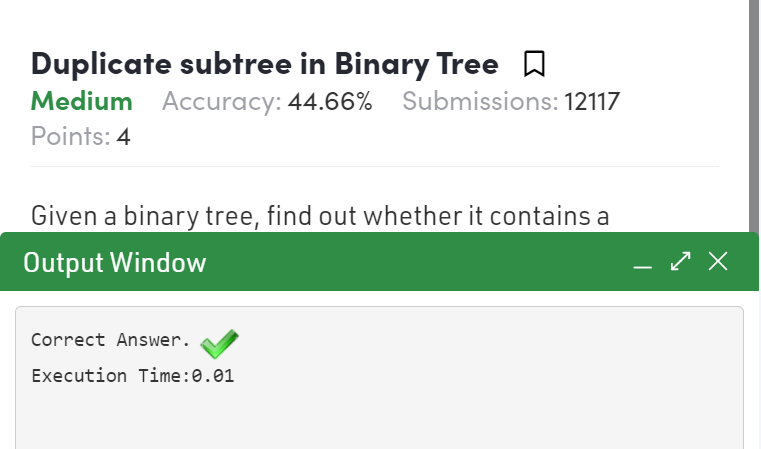 Duplicate subtree in Binary Tree
Medium Accuracy: 44.66% Submissions: 12117
Points: 4
Given a binary tree, find out whether it contains a
Output Window
Correct Answer.
Execution Time:0.01